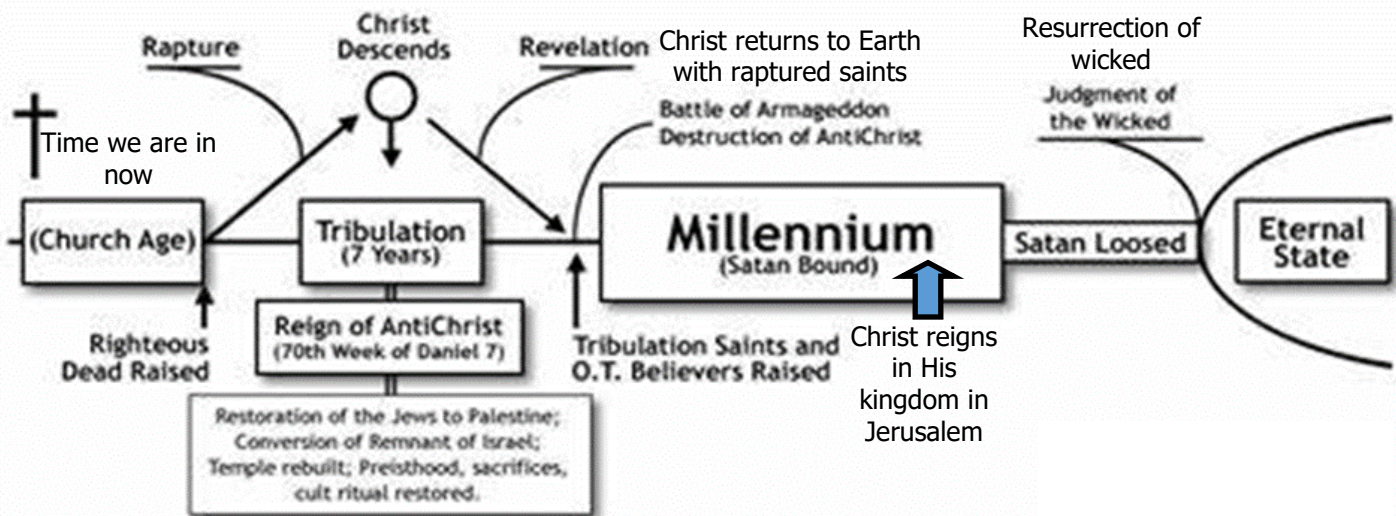 Rapture
Christ
Descends
Revelation
Christ returns to Earth
with raptured saints
Battle of Armageddon
Destruction of AntiChrist
Resurrection of
wicked
Judgment of
the Wicked
Time we are in
now
(Church Age)
Tribulation
(7 Years)
Millennium
(Satan Bound)
Satan Loosed
Eternal
State
Righteous
Dead Raised
Reign of AntiChrist
(70th Week of Daniel 7)
Tribulation Saints and
O.T. Believers Raised
Christ reigns
in His
kingdom in
Jerusalem
Restoration of the Jews to Palestine;
Conversion of Remnant of Israel;
Temple rebuilt; Preisthood, sacrifices,
cult ritual restored.